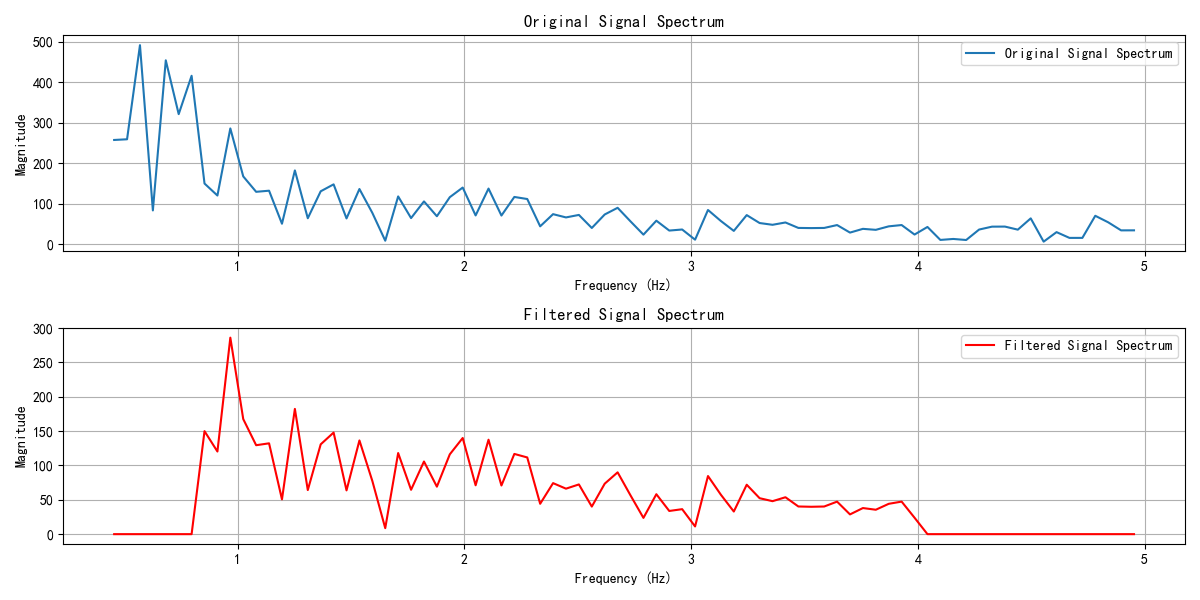 Original Signal Spectrum
500
400
300
200
100
0
Magnitude
Original Signal Spectrum
1 2 3 4 5
Frequency (Hz)
Filtered Signal Spectrum
300
250
200
150
100
50
0
Magnitude
Filtered Signal Spectrum
1 2 3 4 5
Frequency (Hz)